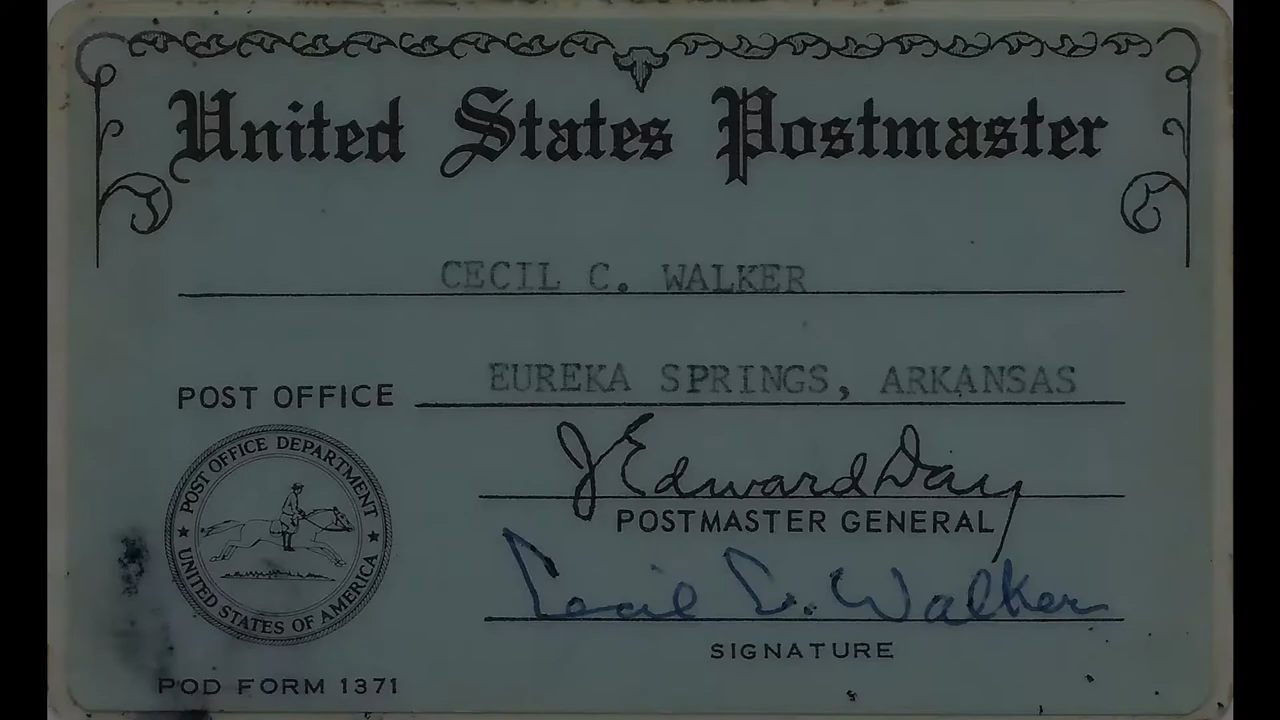 United States Postmaster
CECIL C. WALKER
POST OFFICE EUREKA SPRINGS, ARKANSAS
J Edward Day
POSTMASTER GENERAL
POST OFFICE DEPARTMENT
UNITED STATES OF AMERICA
Cecil C. Walker
SIGNATURE
POD FORM 1371